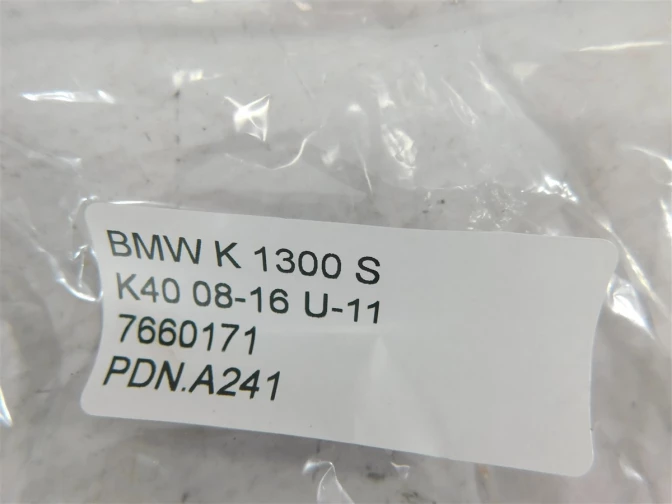 BMW K 1300 S
K40 08-16 U-11
7660171
PDN.A241